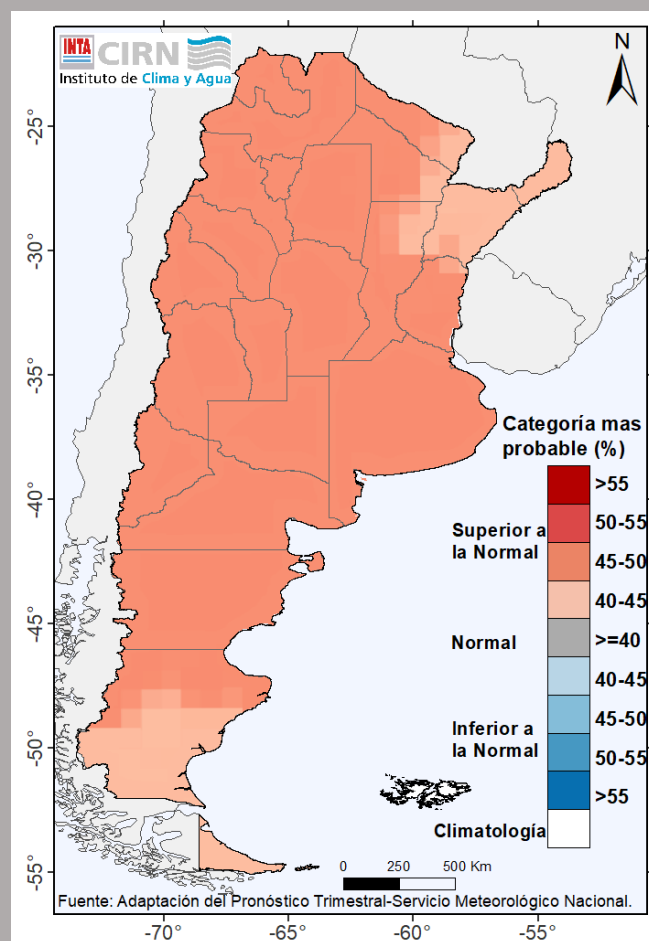 INTA CIRN
Instituto de Clima y Agua
N
-25°
-30°
-35°
-40°
-45°
-50°
-55°
Categoría mas
probable (%)
>55
50-55
Superior a
la Normal
45-50
40-45
Normal
>=40
40-45
45-50
Inferior a
la Normal
50-55
>55
Climatología
0 250 500 Km
Fuente: Adaptación del Pronóstico Trimestral-Servicio Meteorológico Nacional.
-70° -65° -60° -55°